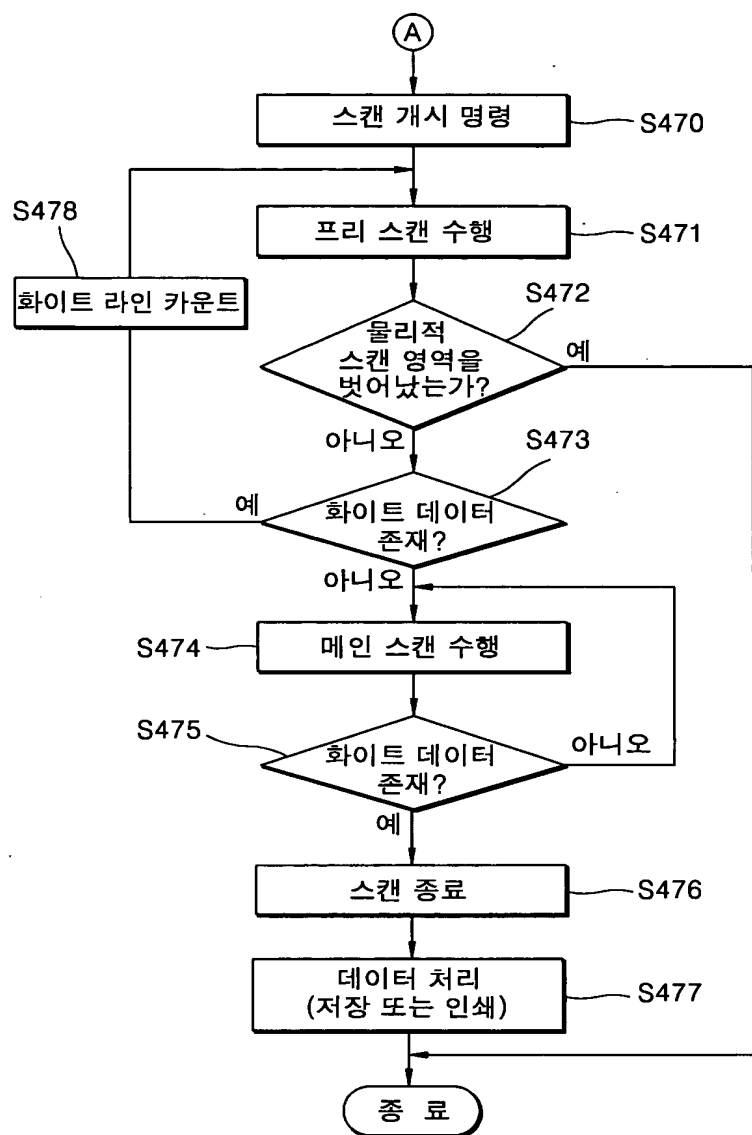 A
스캔 개시 명령
S470
S478
프리 스캔 수행
S471
화이트 라인 카운트
S472
물리적
스캔 영역을
벗어났는가?
예
아니오
S473
예
화이트 데이터
존재?
아니오
S474
메인 스캔 수행
S475
화이트 데이터
존재?
아니오
예
스캔 종료
S476
데이터 처리
(저장 또는 인쇄)
S477
종 료